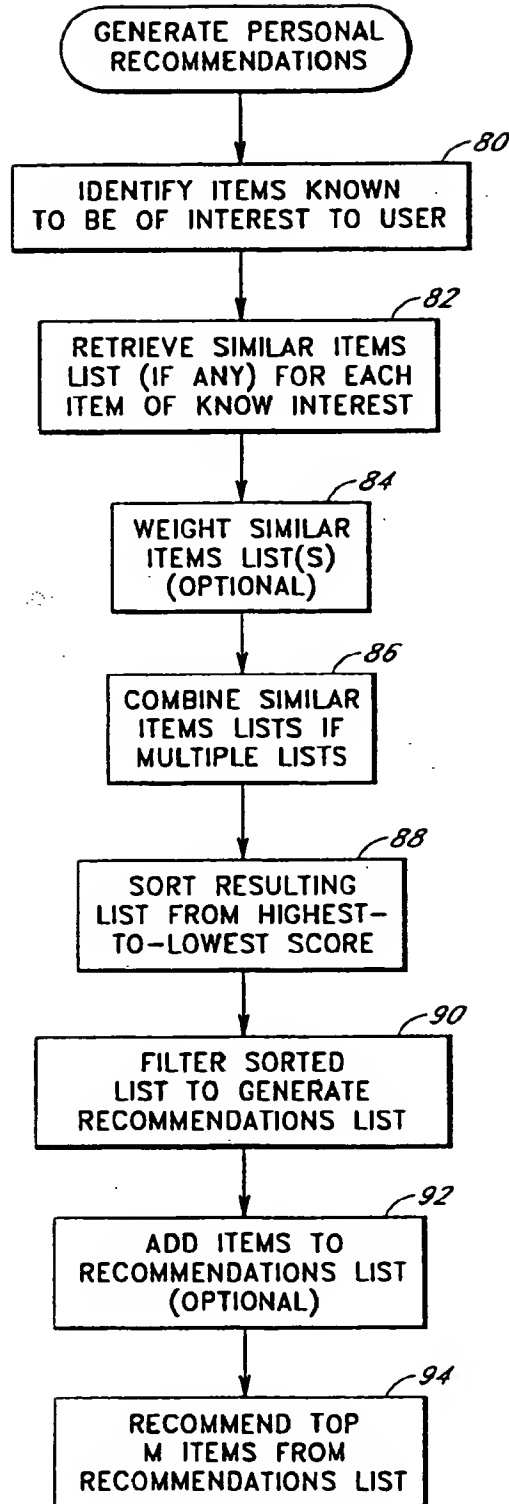 GENERATE PERSONAL
RECOMMENDATIONS
80
IDENTIFY ITEMS KNOWN
TO BE OF INTEREST TO USER
82
RETRIEVE SIMILAR ITEMS
LIST (IF ANY) FOR EACH
ITEM OF KNOW INTEREST
84
WEIGHT SIMILAR
ITEMS LIST(S)
(OPTIONAL)
86
COMBINE SIMILAR
ITEMS LISTS IF
MULTIPLE LISTS
88
SORT RESULTING
LIST FROM HIGHEST-
TO-LOWEST SCORE
90
FILTER SORTED
LIST TO GENERATE
RECOMMENDATIONS LIST
92
ADD ITEMS TO
RECOMMENDATIONS LIST
(OPTIONAL)
94
RECOMMEND TOP
M ITEMS FROM
RECOMMENDATIONS LIST